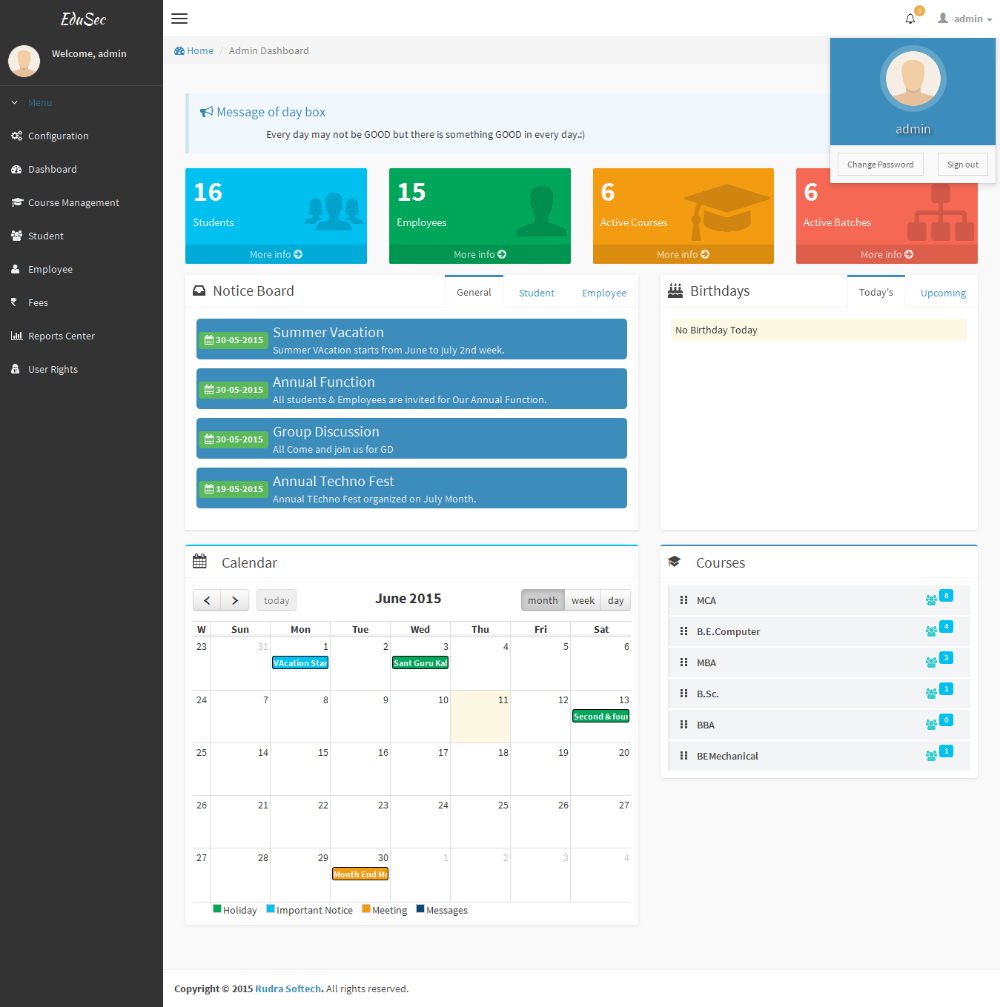 EduSec
0
admin
Welcome, admin
Home / Admin Dashboard
admin
Change Password
Sign out
Menu
Configuration
Dashboard
Course Management
Student
Employee
Fees
Reports Center
User Rights
Message of day box
Every day may not be GOOD but there is something GOOD in every day.:)
16
Students
More info
15
Employees
More info
6
Active Courses
More info
6
Active Batches
More info
Notice Board
General
Student
Employee
30-05-2015
Summer Vacation
Summer VAcation starts from June to july 2nd week.
30-05-2015
Annual Function
All students & Employees are invited for Our Annual Function.
30-05-2015
Group Discussion
All Come and join us for GD
19-05-2015
Annual Techno Fest
Annual TEchno Fest organized on July Month.
Birthdays
Today's
Upcoming
No Birthday Today
Calendar
today
June 2015
month week day
W Sun Mon Tue Wed Thu Fri Sat
23 31 1 2 3 4 5 6
VAcation Star
Sant Guru Kal
24 7 8 9 10 11 12 13
Second & four
25 14 15 16 17 18 19 20
26 21 22 23 24 25 26 27
27 28 29 30 1 2 3 4
Month End Me
Holiday Important Notice Meeting Messages
Courses
MCA 8
B.E.Computer 4
MBA 2
B.Sc. 1
BBA 0
BEMechanical 1
Copyright © 2015 Rudra Softech. All rights reserved.